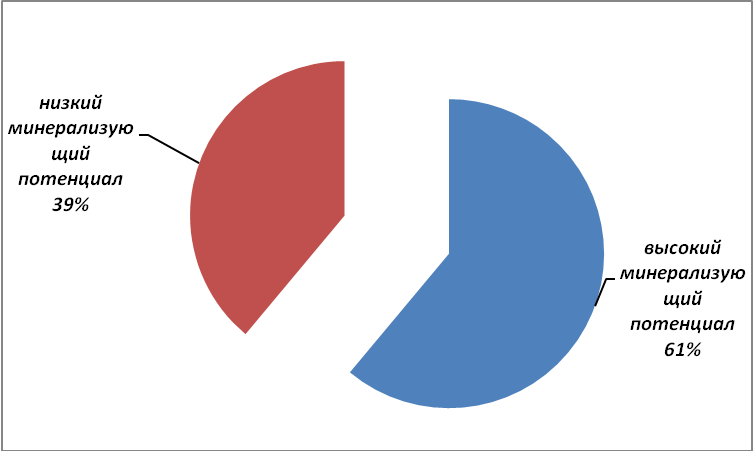 низкий
минерализую
щий
потенциал
39%
высокий
минерализую
щий
потенциал
61%